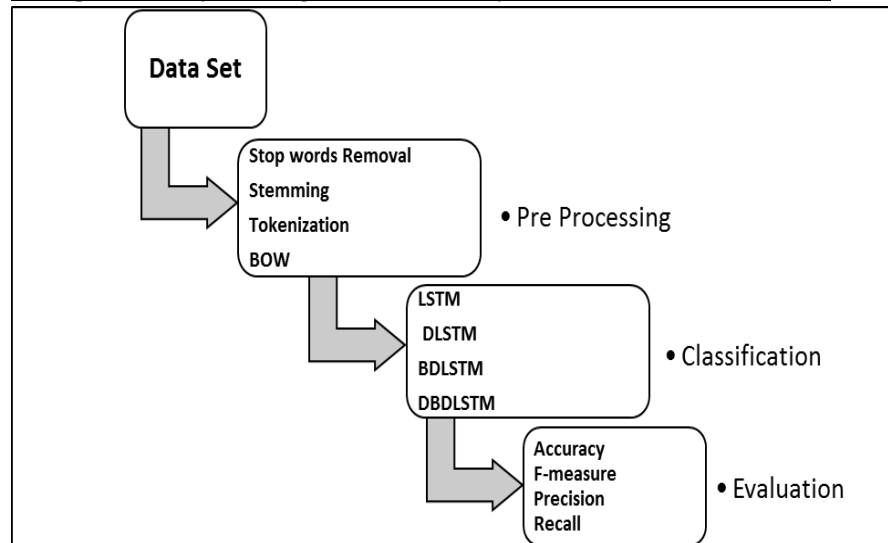 Data Set
Stop words Removal
Stemming
Tokenization
BOW
• Pre Processing
LSTM
DLSTM
BDLSTM
DBDLSTM
• Classification
Accuracy
F-measure
Precision
Recall
• Evaluation